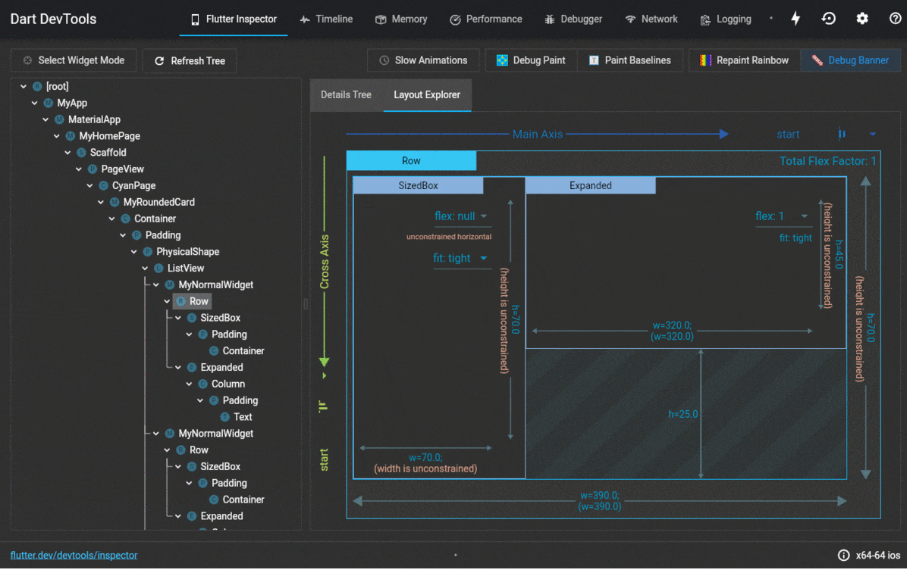 Dart DevTools
Flutter Inspector
Timeline
Memory
Performance
Debugger
Network
Logging
Select Widget Mode
Refresh Tree
Slow Animations
Debug Paint
Paint Baselines
Repaint Rainbow
Debug Banner
[root]
MyApp
MaterialApp
MyHomePage
Scaffold
PageView
CyanPage
MyRoundedCard
Container
Padding
PhysicalShape
ListView
MyNormalWidget
Row
SizedBox
Padding
Container
Expanded
Column
Padding
Text
MyNormalWidget
Row
SizedBox
Padding
Container
Expanded
Details Tree
Layout Explorer
Main Axis
start
Cross Axis
start
Row
Total Flex Factor: 1
SizedBox
flex: null
unconstrained horizontal
fit: tight
h=70.0
(height is unconstrained)
w=70.0;
(width is unconstrained)
Expanded
flex: 1
fit: tight
(height is unconstrained)
h=45.0
w=320.0;
(w=320.0)
h=25.0
h=70.0
(height is unconstrained)
w=390.0;
(w=390.0)
flutter.dev/devtools/inspector
x64-64 ios